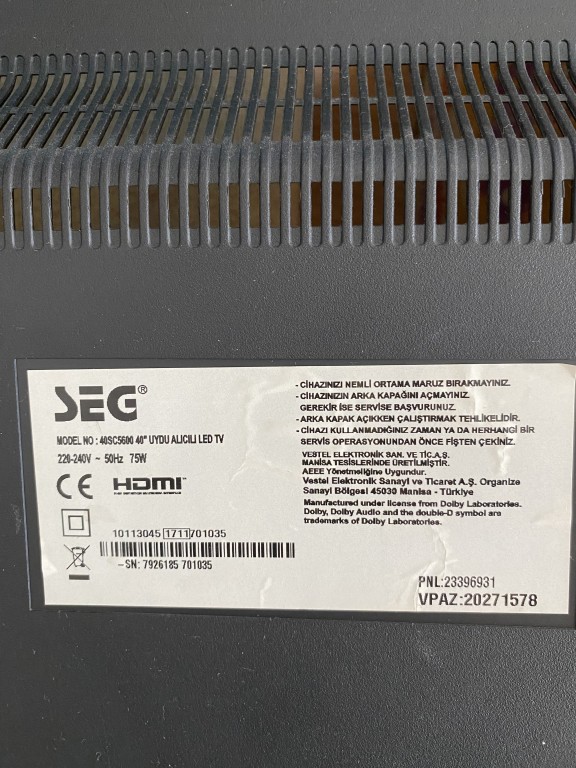 SEG®
MODEL NO : 40SC5600 40" UYDU ALICILI LED TV
220-240V ~ 50Hz 75W
CE HDMI
10113045 1711 701035
-SN: 7926185 701035
- CİHAZINIZI NEMLİ ORTAMA MARUZ BIRAKMAYINIZ.
- CİHAZINIZIN ARKA KAPAĞINI AÇMAYINIZ.
GEREKİR İSE SERVİSE BAŞVURUNUZ.
- ARKA KAPAK AÇIKKEN ÇALIŞTIRMAK TEHLİKELİDİR.
- CİHAZI KULLANMADIĞINIZ ZAMAN YA DA HERHANGİ BİR
SERVİS OPERASYONUNDAN ÖNCE FİŞTEN ÇEKİNİZ.
VESTEL ELEKTRONİK SAN. VE TİC.A.Ş.
MANİSA TESİSLERİNDE ÜRETİLMİŞTİR.
AEEE Yönetmeliğine Uygundur.
Vestel Elektronik Sanayi ve Ticaret A.Ş. Organize
Sanayi Bölgesi 45030 Manisa - Türkiye
Manufactured under license from Dolby Laboratories.
Dolby, Dolby Audio and the double-D symbol are
trademarks of Dolby Laboratories.
PNL:23396931
VPAZ:20271578